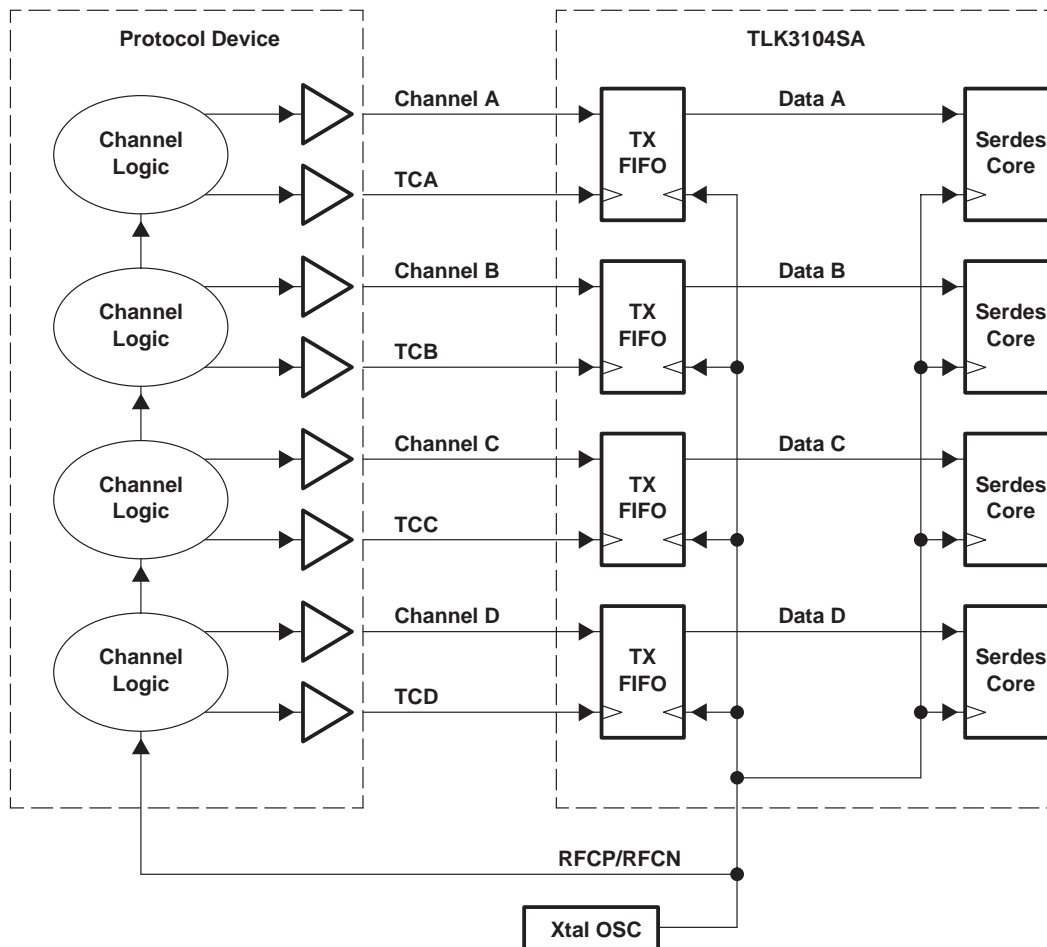 Protocol Device
TLK3104SA
Channel
Logic
Channel A
TCA
TX
FIFO
Data A
Serdes
Core
Channel
Logic
Channel B
TCB
TX
FIFO
Data B
Serdes
Core
Channel
Logic
Channel C
TCC
TX
FIFO
Data C
Serdes
Core
Channel
Logic
Channel D
TCD
TX
FIFO
Data D
Serdes
Core
RFCP/RFCN
Xtal OSC